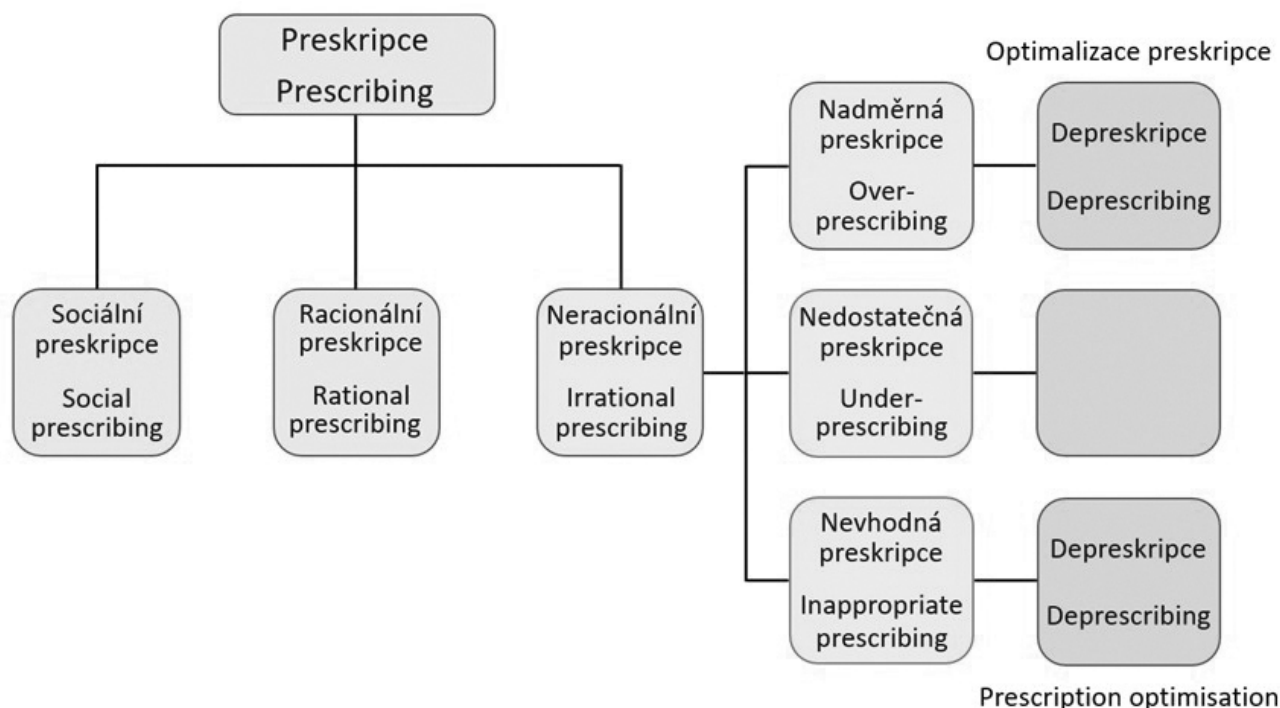 Preskripce
Prescribing
Sociální
preskripce
Social
prescribing
Racionální
preskripce
Rational
prescribing
Neracionální
preskripce
Irrational
prescribing
Optimalizace preskripce
Nadměrná
preskripce
Over-
prescribing
Depreskripce
Deprescribing
Nedostatečná
preskripce
Under-
prescribing
Nevhodná
preskripce
Inappropriate
prescribing
Depreskripce
Deprescribing
Prescription optimisation